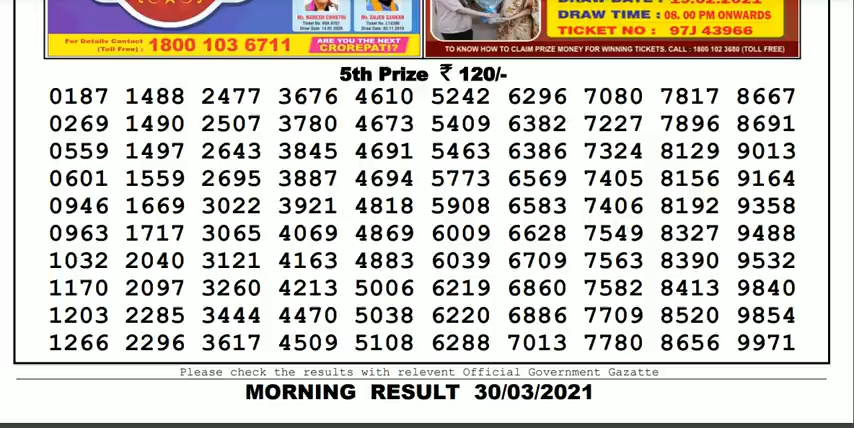 DRAW TIME : 08.00 PM ONWARDS
TICKET NO : 97J 43966
For Details Contact
(Toll Free) : 1800 103 6711
ARE YOU THE NEXT
CROREPATI?
TO KNOW HOW TO CLAIM PRIZE MONEY FOR WINNING TICKETS. CALL : 1800 102 3680 (TOLL FREE)
5th Prize ₹ 120/-
0187 1488 2477 3676 4610 5242 6296 7080 7817 8667
0269 1490 2507 3780 4673 5409 6382 7227 7896 8691
0559 1497 2643 3845 4691 5463 6386 7324 8129 9013
0601 1559 2695 3887 4694 5773 6569 7405 8156 9164
0946 1669 3022 3921 4818 5908 6583 7406 8192 9358
0963 1717 3065 4069 4869 6009 6628 7549 8327 9488
1032 2040 3121 4163 4883 6039 6709 7563 8390 9532
1170 2097 3260 4213 5006 6219 6860 7582 8413 9840
1203 2285 3444 4470 5038 6220 6886 7709 8520 9854
1266 2296 3617 4509 5108 6288 7013 7780 8656 9971
Please check the results with relevent Official Government Gazatte
MORNING RESULT 30/03/2021